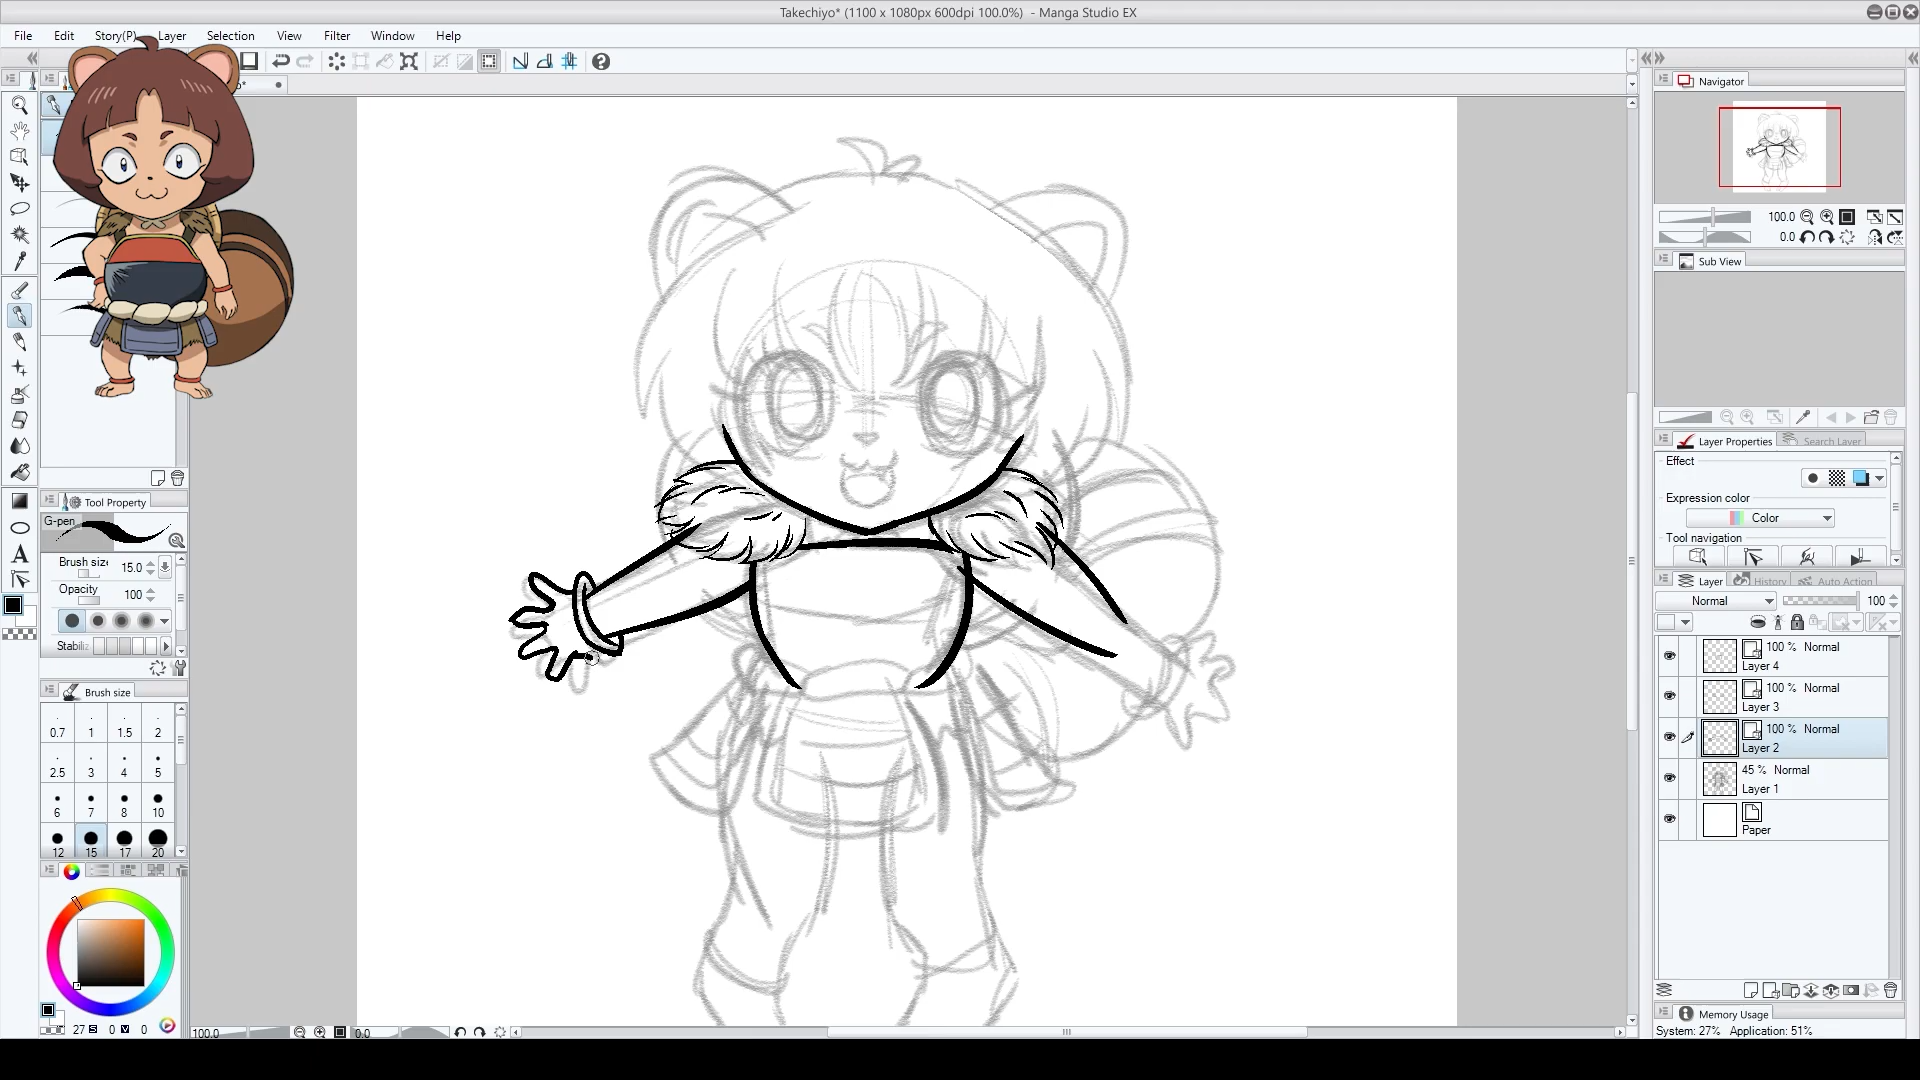 Takechiyo* (1100 x 1080px 600dpi 100.0%) - Manga Studio EX
File Edit Story(P) Layer Selection View Filter Window Help
Navigator
100.0
0.0
Sub View
Layer Properties Search Layer
Effect
Expression color
Color
Tool navigation
Layer History Auto Action
Normal 100
100 % Normal
Layer 4
100 % Normal
Layer 3
100 % Normal
Layer 2
45 % Normal
Layer 1
Paper
Memory Usage
System: 27% Application: 51%
Tool Property
G-pen
Brush size 15.0
Opacity 100
Stabiliz
Brush size
0.7 1 1.5 2
2.5 3 4 5
6 7 8 10
12 15 17 20
27 S 0 V 0
100.0 0.0